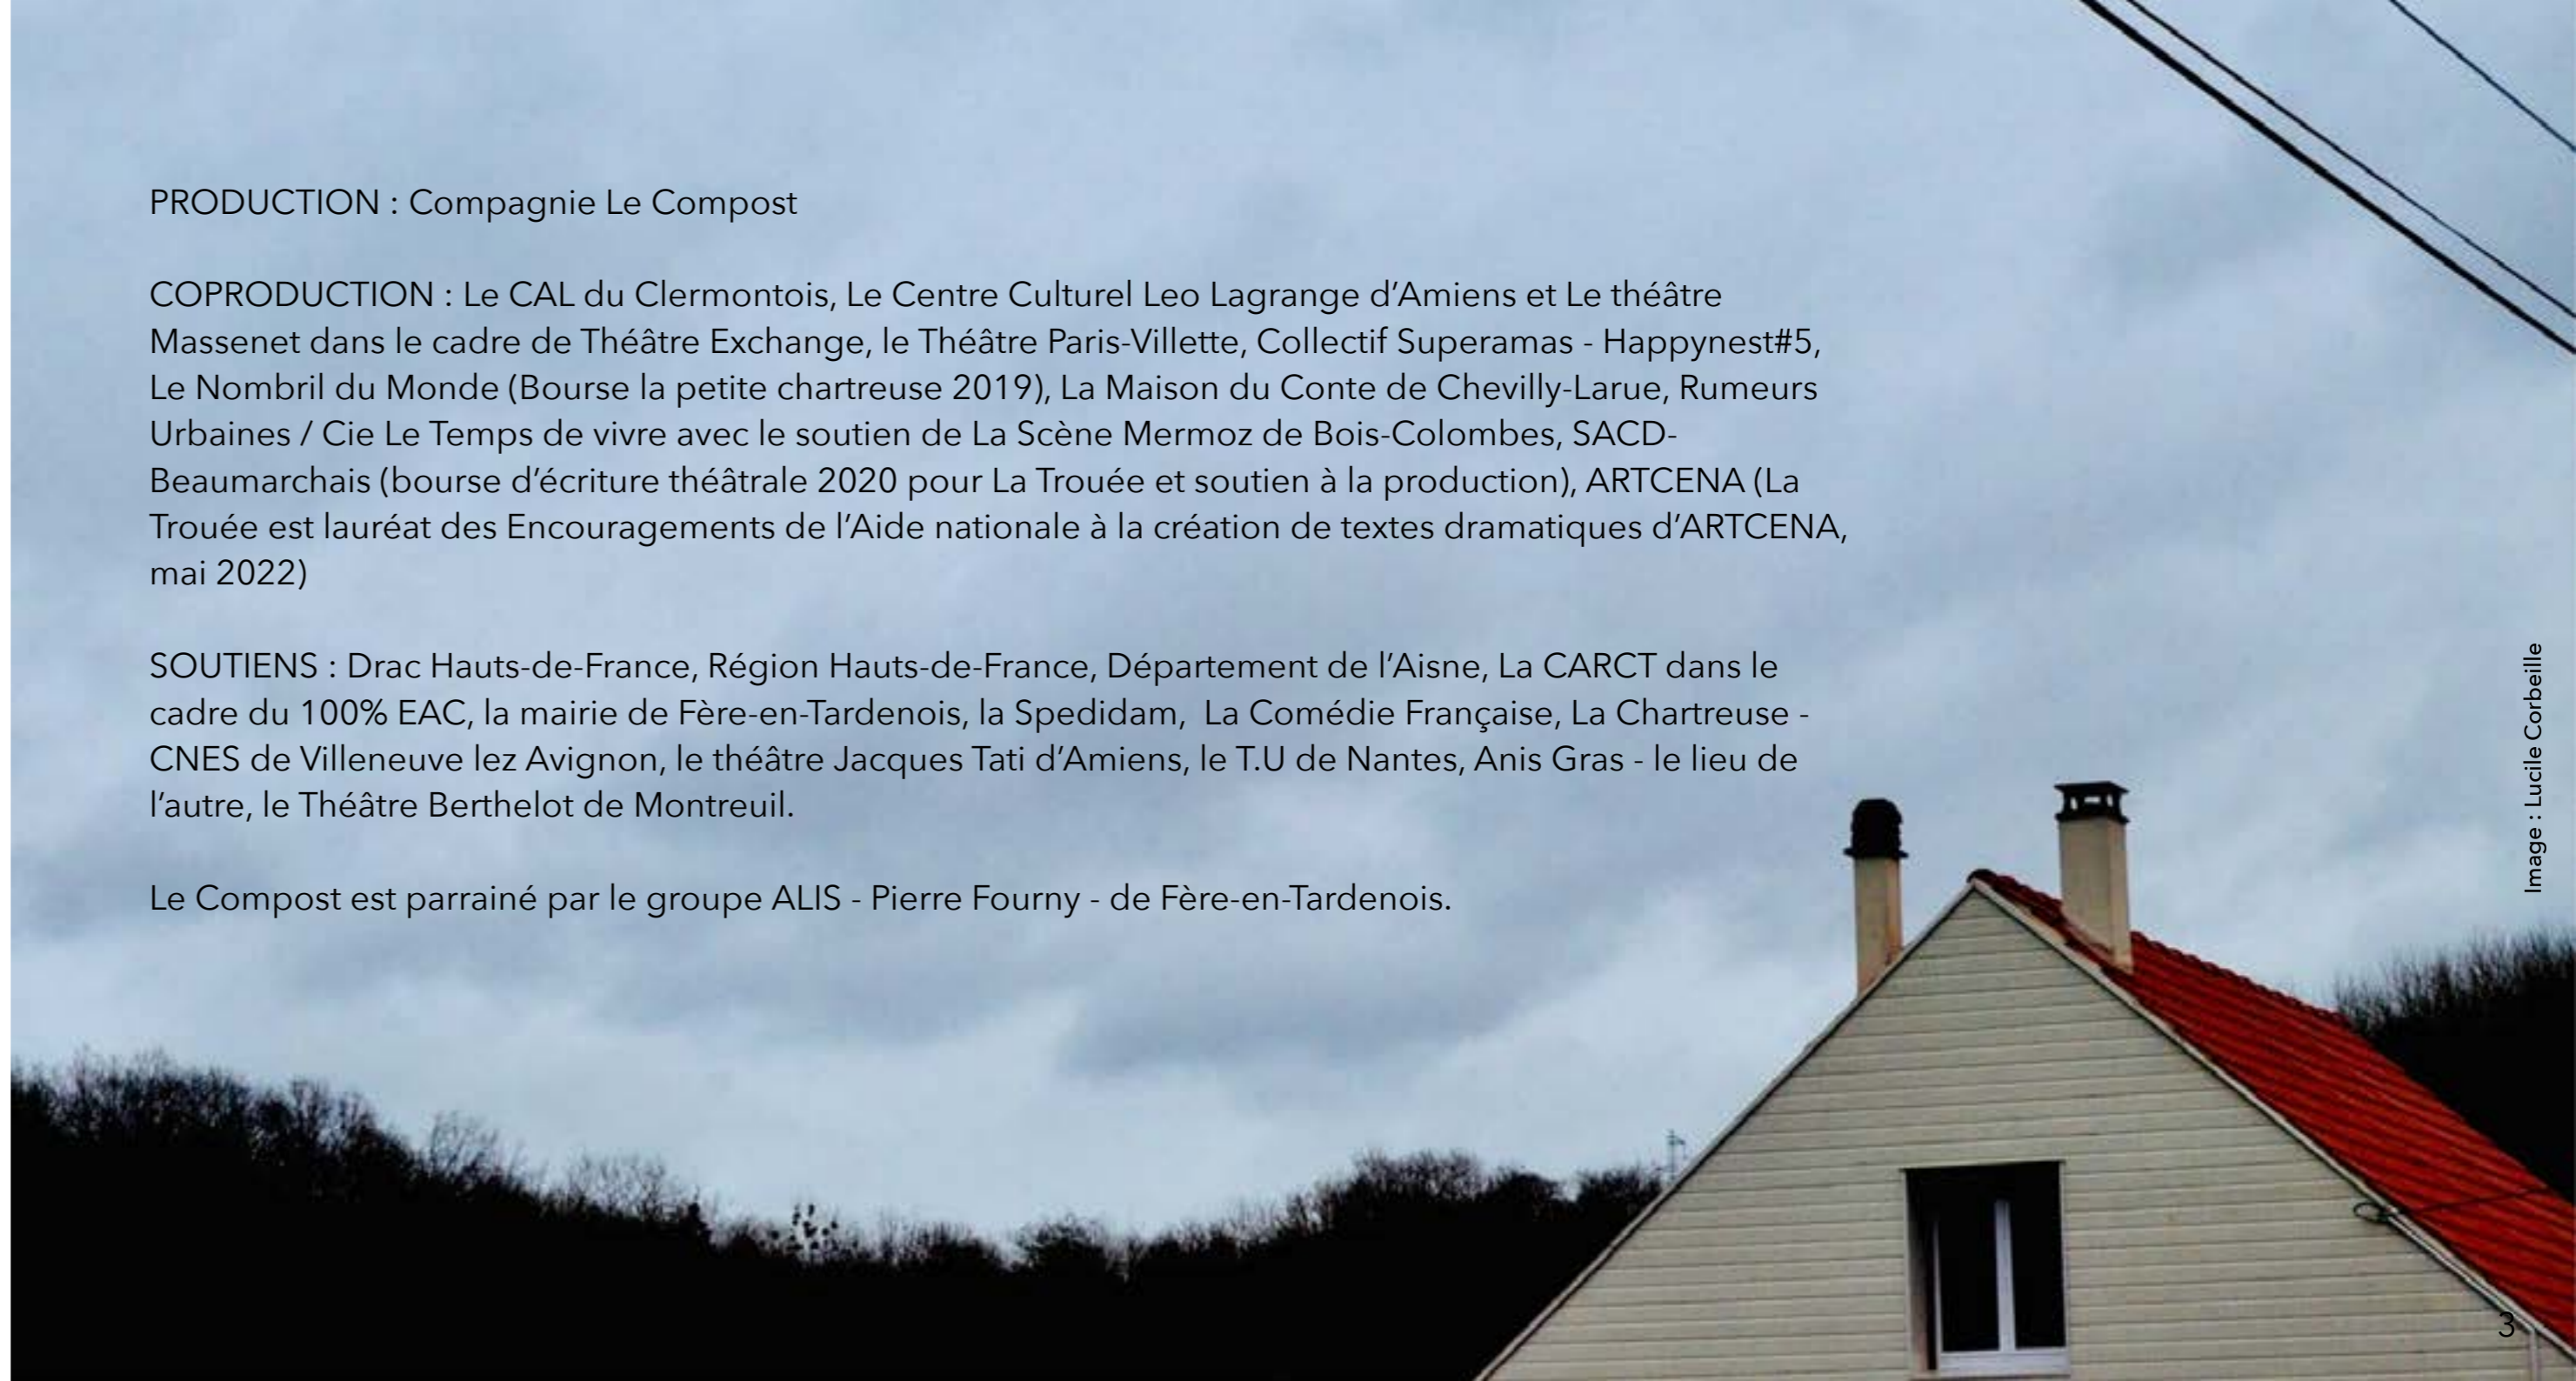 PRODUCTION : Compagnie Le Compost
COPRODUCTION : Le CAL du Clermontois, Le Centre Culturel Leo Lagrange d’Amiens et Le théâtre
Massenet dans le cadre de Théâtre Exchange, le Théâtre Paris-Villette, Collectif Superamas - Happynest#5,
Le Nombril du Monde (Bourse la petite chartreuse 2019), La Maison du Conte de Chevilly-Larue, Rumeurs
Urbaines / Cie Le Temps de vivre avec le soutien de La Scène Mermoz de Bois-Colombes, SACD-
Beaumarchais (bourse d’écriture théâtrale 2020 pour La Trouée et soutien à la production), ARTCENA (La
Trouée est lauréat des Encouragements de l’Aide nationale à la création de textes dramatiques d’ARTCENA,
mai 2022)
SOUTIENS : Drac Hauts-de-France, Région Hauts-de-France, Département de l’Aisne, La CARCT dans le
cadre du 100% EAC, la mairie de Fère-en-Tardenois, la Spedidam,  La Comédie Française, La Chartreuse -
CNES de Villeneuve lez Avignon, le théâtre Jacques Tati d’Amiens, le T.U de Nantes, Anis Gras - le lieu de
l’autre, le Théâtre Berthelot de Montreuil.
Le Compost est parrainé par le groupe ALIS - Pierre Fourny - de Fère-en-Tardenois.
Image : Lucile Corbeille
3